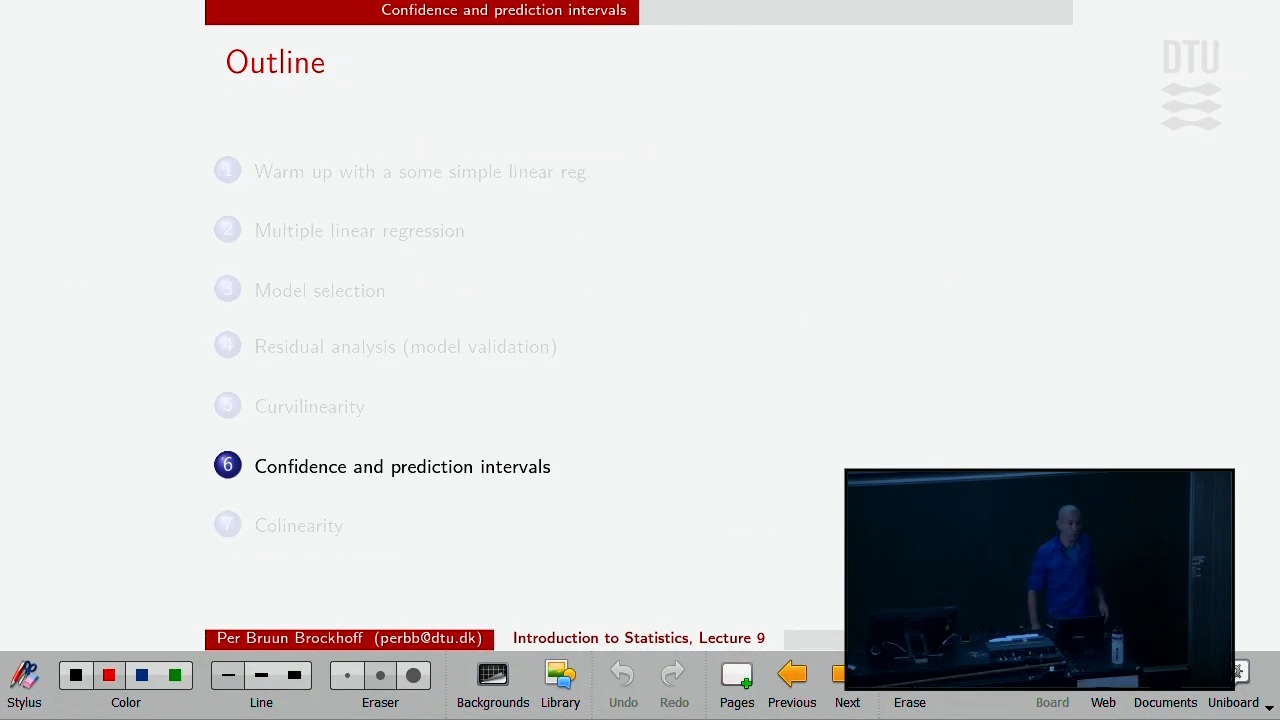 Confidence and prediction intervals
Outline
DTU
1 Warm up with a some simple linear reg.
2 Multiple linear regression
3 Model selection
4 Residual analysis (model validation)
5 Curvilinearity
6 Confidence and prediction intervals
7 Colinearity
Per Bruun Brockhoff (perbb@dtu.dk) Introduction to Statistics, Lecture 9
Stylus Color Line Eraser Backgrounds Library Undo Redo Pages Previous Next Erase Board Web Documents Uniboard